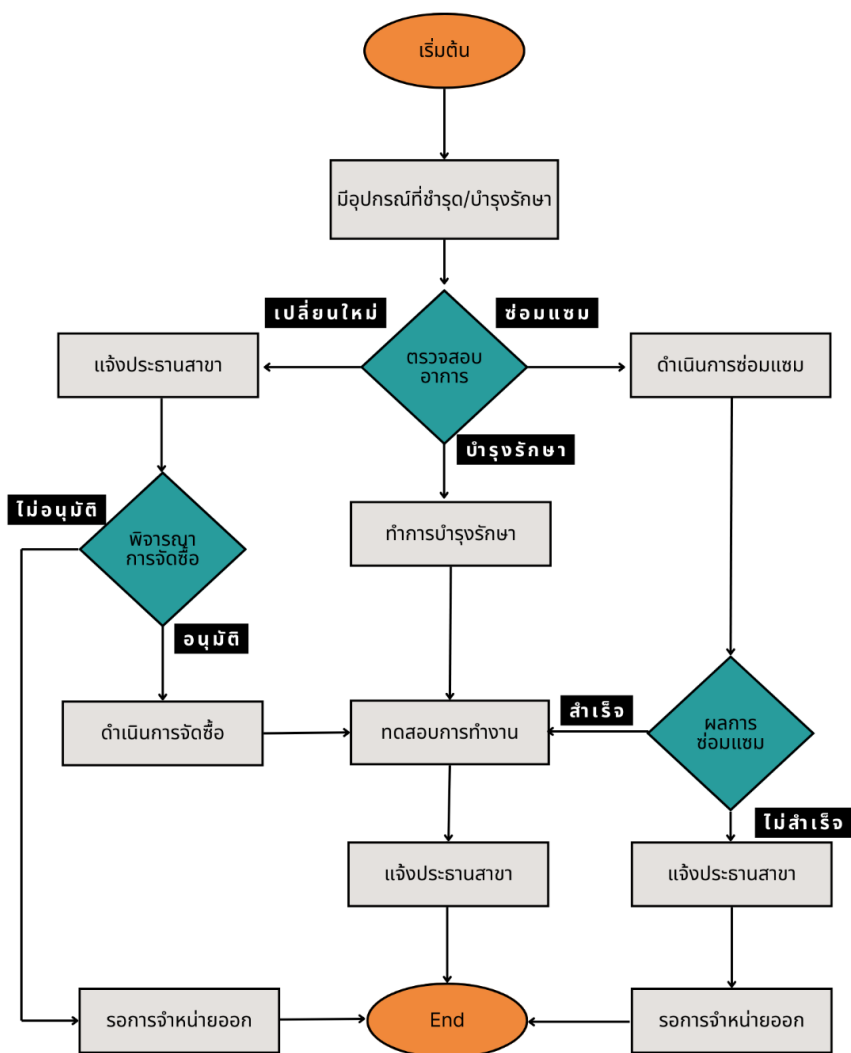 เริ่มต้น
มีอุปกรณ์ที่ชำรุด/บำรุงรักษา
เปลี่ยนใหม่
ซ่อมแซม
แจ้งประธานสาขา
ตรวจสอบ
อาการ
ดำเนินการซ่อมแซม
บำรุงรักษา
ไม่อนุมัติ
พิจารณา
การจัดซื้อ
ทำการบำรุงรักษา
อนุมัติ
ดำเนินการจัดซื้อ
ทดสอบการทำงาน
สำเร็จ
ผลการ
ซ่อมแซม
ไม่สำเร็จ
แจ้งประธานสาขา
แจ้งประธานสาขา
รอการจำหน่ายออก
End
รอการจำหน่ายออก